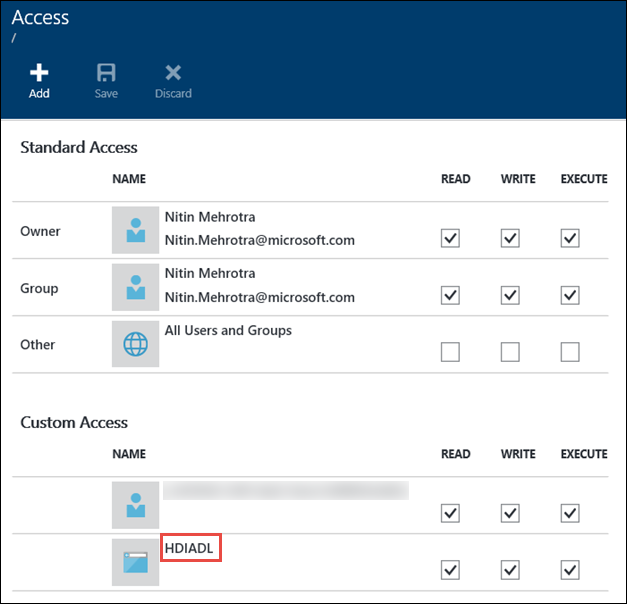 Access
/
Add Save Discard
Standard Access
NAME READ WRITE EXECUTE
Owner Nitin Mehrotra
Nitin.Mehrotra@microsoft.com
Group Nitin Mehrotra
Nitin.Mehrotra@microsoft.com
Other All Users and Groups
Custom Access
NAME READ WRITE EXECUTE
HDIADL